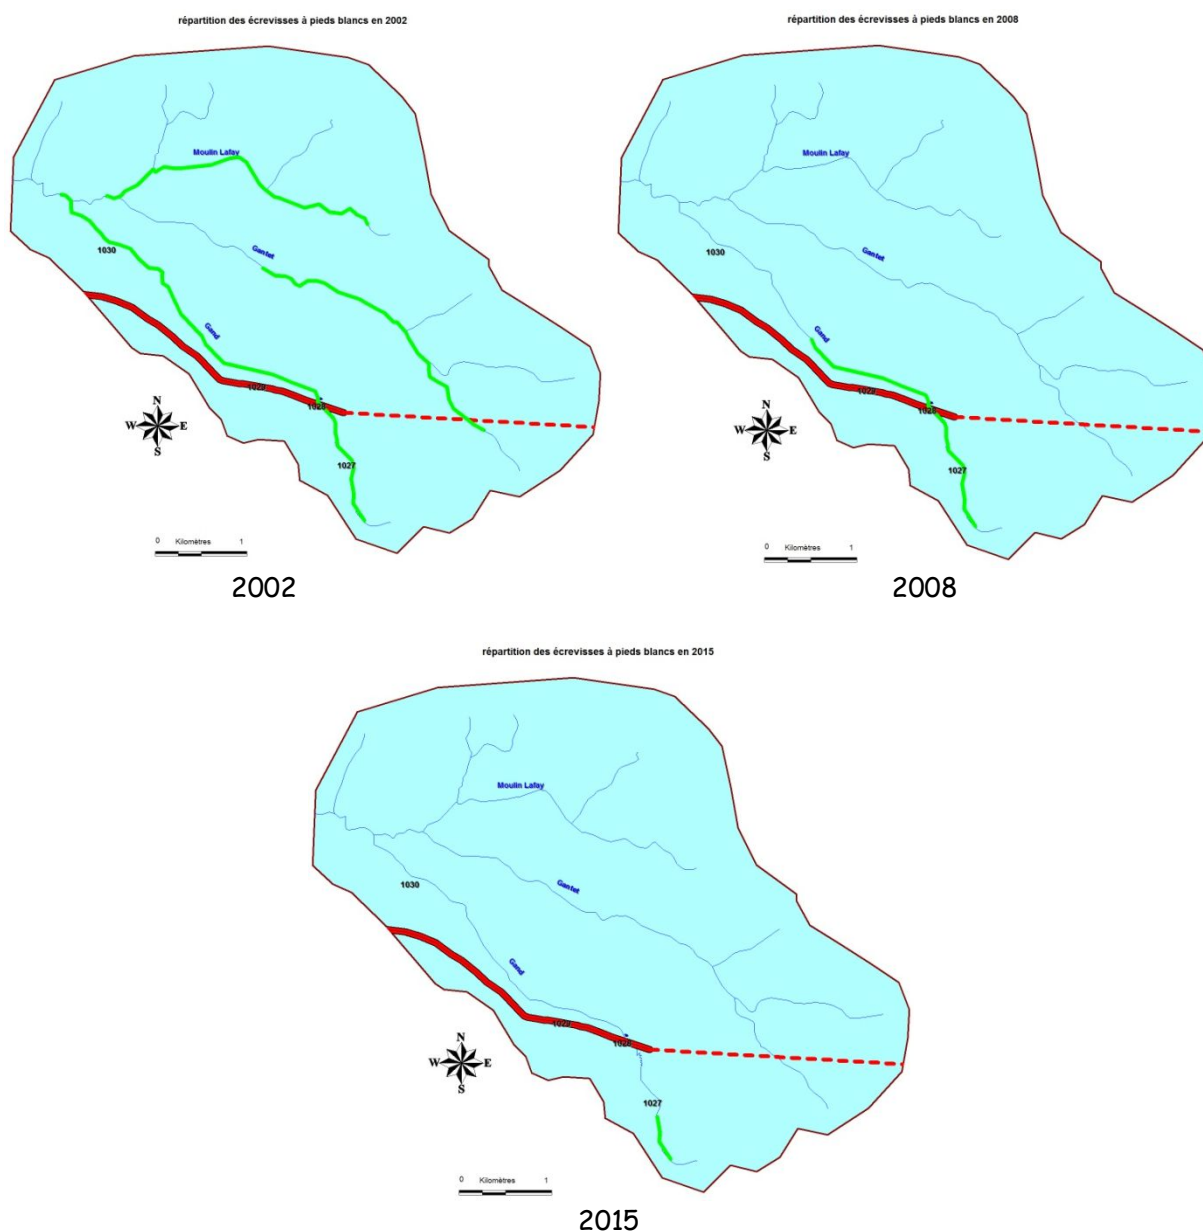 répartition des écrevisses à pieds blancs en 2002
Moulin Lafay
Gantet
1030
Gand
1029
1028
1027
N
W E
S
0 Kilomètres 1
2002
répartition des écrevisses à pieds blancs en 2008
Moulin Lafay
Gantet
1030
Gand
1029
1028
1027
N
W E
S
0 Kilomètres 1
2008
répartition des écrevisses à pieds blancs en 2015
Moulin Lafay
Gantet
1030
Gand
1029
1028
1027
N
W E
S
0 Kilomètres 1
2015